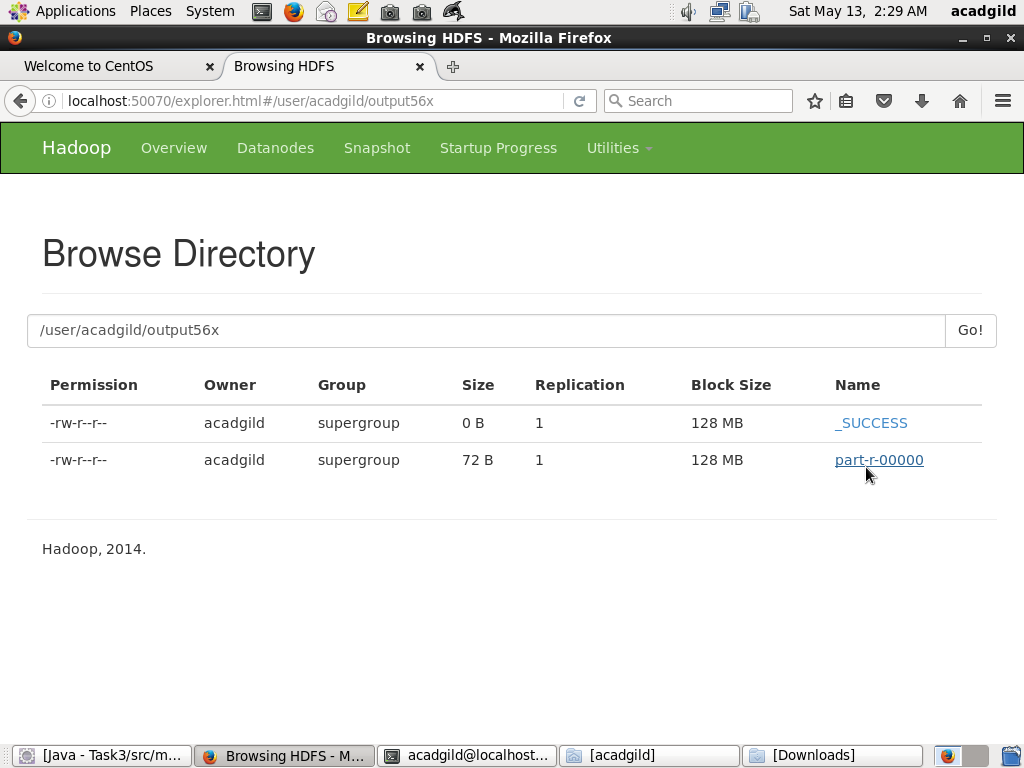 Applications Places System Sat May 13, 2:29 AM acadgild
Browsing HDFS - Mozilla Firefox
Welcome to CentOS Browsing HDFS
localhost:50070/explorer.html#/user/acadgild/output56x Search
Hadoop Overview Datanodes Snapshot Startup Progress Utilities
Browse Directory
/user/acadgild/output56x Go!
Permission Owner Group Size Replication Block Size Name
-rw-r--r-- acadgild supergroup 0 B 1 128 MB _SUCCESS
-rw-r--r-- acadgild supergroup 72 B 1 128 MB part-r-00000
Hadoop, 2014.
[Java - Task3/src/m... Browsing HDFS - M... acadgild@localhost... [acadgild] [Downloads]